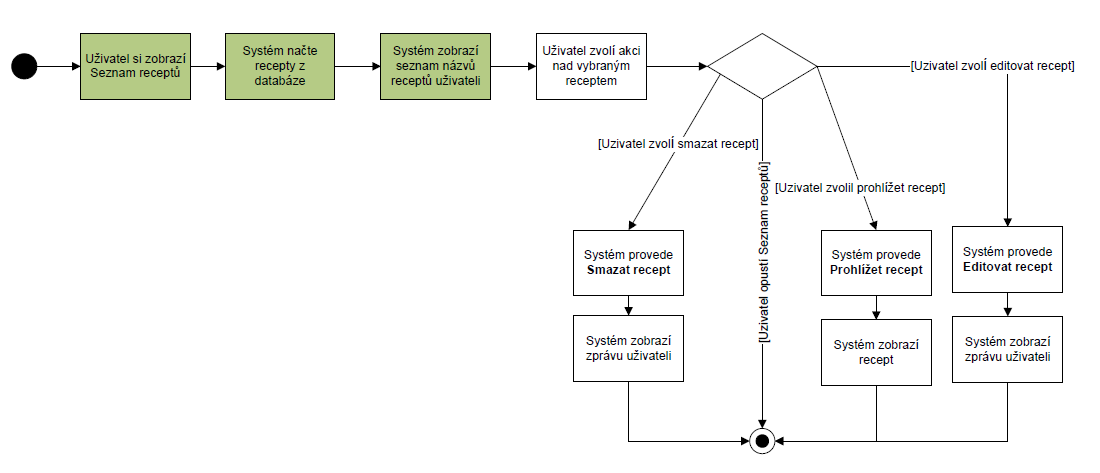 Uživatel si zobrazí
Seznam receptů
Systém načte
recepty z
databáze
Systém zobrazí
seznam názvů
receptů uživateli
Uživatel zvolí akci
nad vybraným
receptem
[Uzivatel zvolí editovat recept]
[Uzivatel zvolí smazat recept]
[Uzivatel opustí Seznam receptů]
[Uzivatel zvolil prohlížet recept]
Systém provede
Smazat recept
Systém provede
Prohlížet recept
Systém provede
Editovat recept
Systém zobrazí
zprávu uživateli
Systém zobrazí
recept
Systém zobrazí
zprávu uživateli